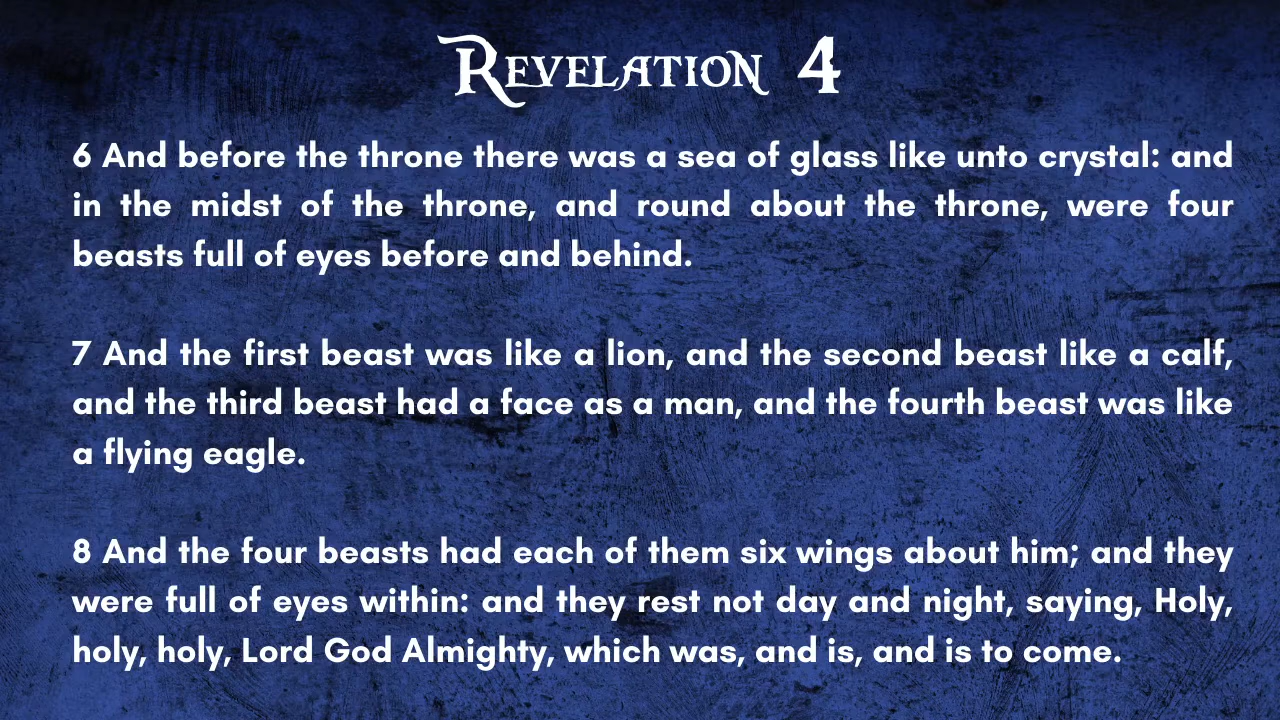 Revelation 4
6 And before the throne there was a sea of glass like unto crystal: and
in the midst of the throne, and round about the throne, were four
beasts full of eyes before and behind.
7 And the first beast was like a lion, and the second beast like a calf,
and the third beast had a face as a man, and the fourth beast was like
a flying eagle.
8 And the four beasts had each of them six wings about him; and they
were full of eyes within: and they rest not day and night, saying, Holy,
holy, holy, Lord God Almighty, which was, and is, and is to come.